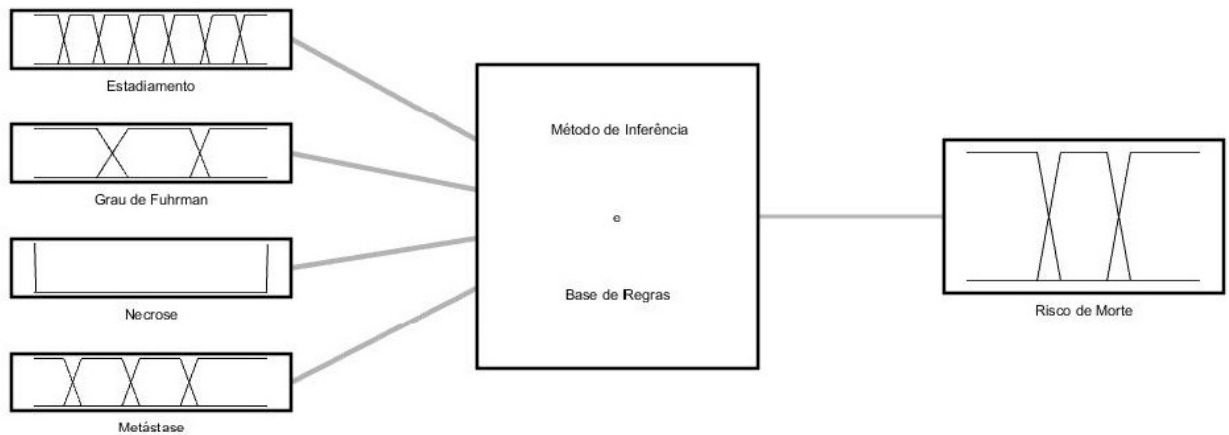 Estadiamento
Grau de Fuhrman
Necrose
Metástase
Método de Inferência
e
Base de Regras
Risco de Morte